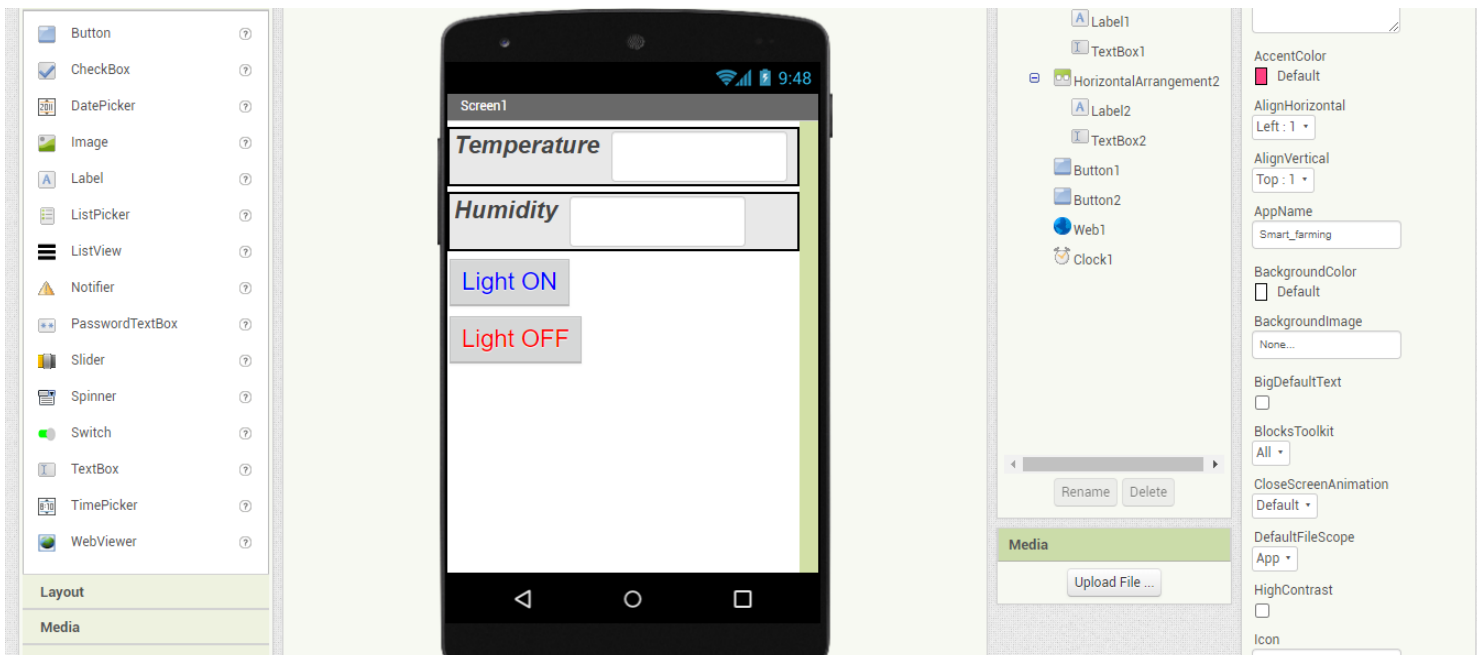 Button
CheckBox
DatePicker
Image
Label
ListPicker
ListView
Notifier
PasswordTextBox
Slider
Spinner
Switch
TextBox
TimePicker
WebViewer
Layout
Media
9:48
Screen1
Temperature
Humidity
Light ON
Light OFF
Label1
TextBox1
HorizontalArrangement2
Label2
TextBox2
Button1
Button2
Web1
Clock1
Rename Delete
Media
Upload File ...
AccentColor
Default
AlignHorizontal
Left : 1
AlignVertical
Top : 1
AppName
Smart_farming
BackgroundColor
Default
BackgroundImage
None...
BigDefaultText
BlocksToolkit
All
CloseScreenAnimation
Default
DefaultFileScope
App
HighContrast
Icon